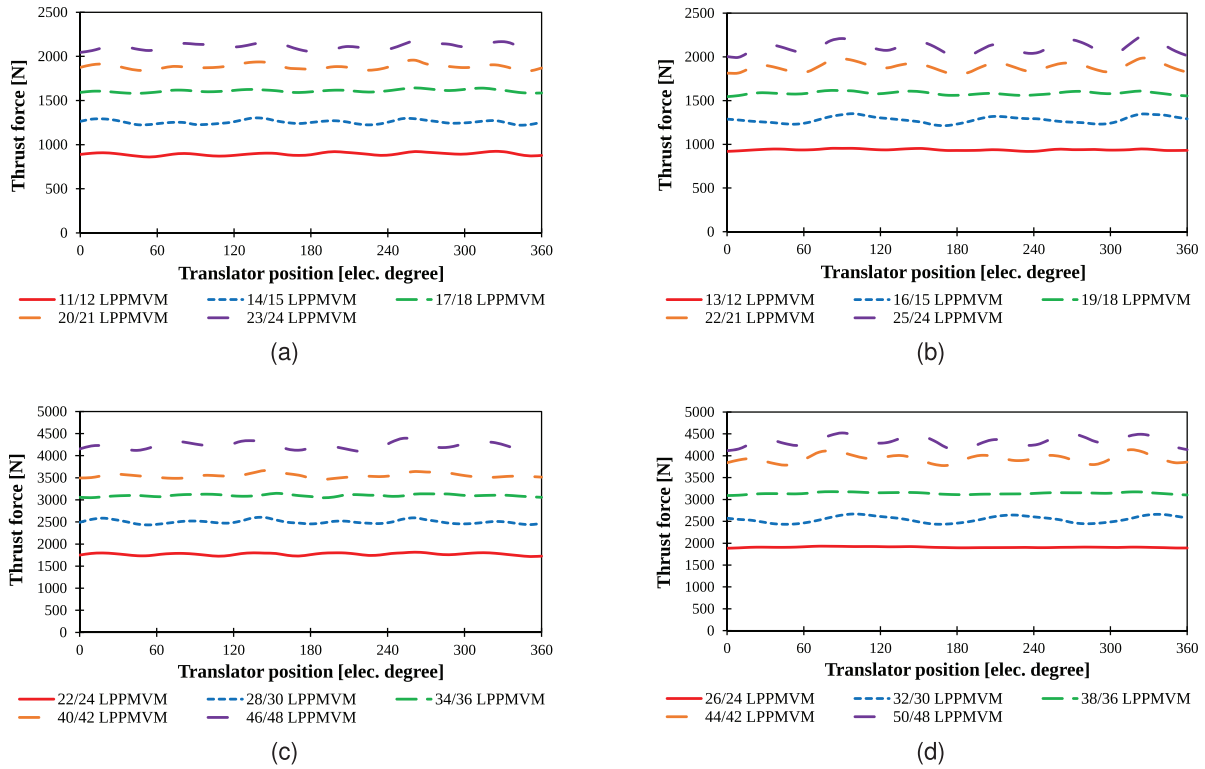 2500
2000
1500
1000
500
0
Thrust force [N]
0 60 120 180 240 300 360
Translator position [elec. degree]
11/12 LPPMVM 14/15 LPPMVM 17/18 LPPMVM
20/21 LPPMVM 23/24 LPPMVM
(a)
2500
2000
1500
1000
500
0
Thrust force [N]
0 60 120 180 240 300 360
Translator position [elec. degree]
13/12 LPPMVM 16/15 LPPMVM 19/18 LPPMVM
22/21 LPPMVM 25/24 LPPMVM
(b)
5000
4500
4000
3500
3000
2500
2000
1500
1000
500
0
Thrust force [N]
0 60 120 180 240 300 360
Translator position [elec. degree]
22/24 LPPMVM 28/30 LPPMVM 34/36 LPPMVM
40/42 LPPMVM 46/48 LPPMVM
(c)
5000
4500
4000
3500
3000
2500
2000
1500
1000
500
0
Thrust force [N]
0 60 120 180 240 300 360
Translator position [elec. degree]
26/24 LPPMVM 32/30 LPPMVM 38/36 LPPMVM
44/42 LPPMVM 50/48 LPPMVM
(d)